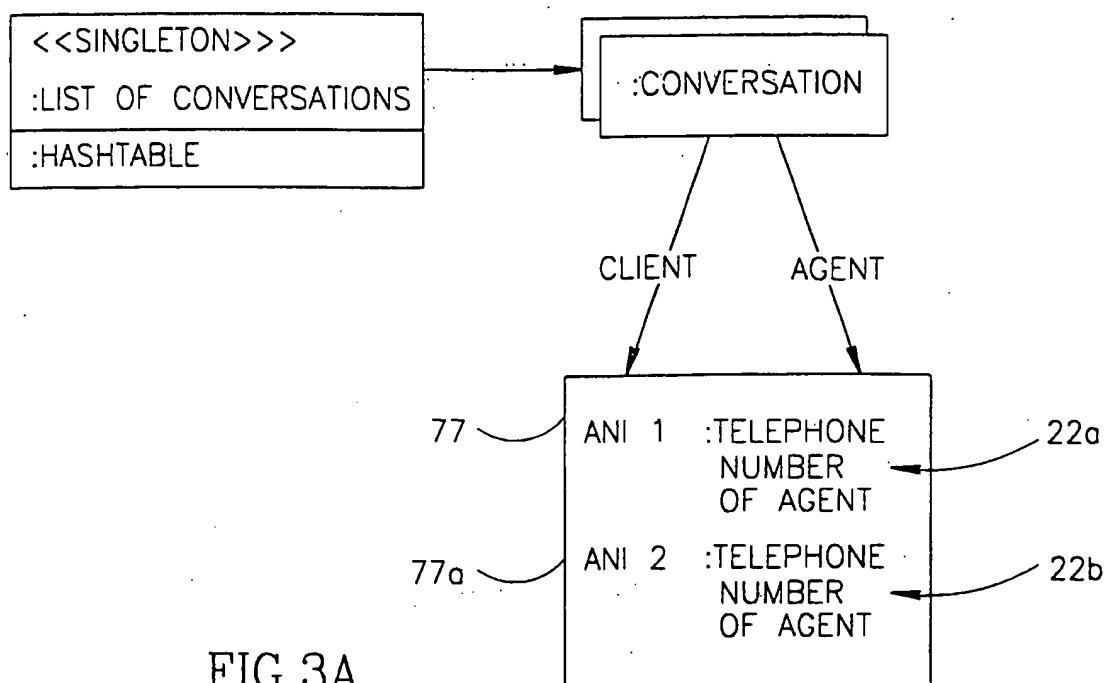 <<SINGLETON>>>
:LIST OF CONVERSATIONS
:HASHTABLE
...
:CONVERSATION
CLIENT
AGENT
77
ANI 1 :TELEPHONE
NUMBER
OF AGENT
22a
77a
ANI 2 :TELEPHONE
NUMBER
OF AGENT
22b
FIG.3A